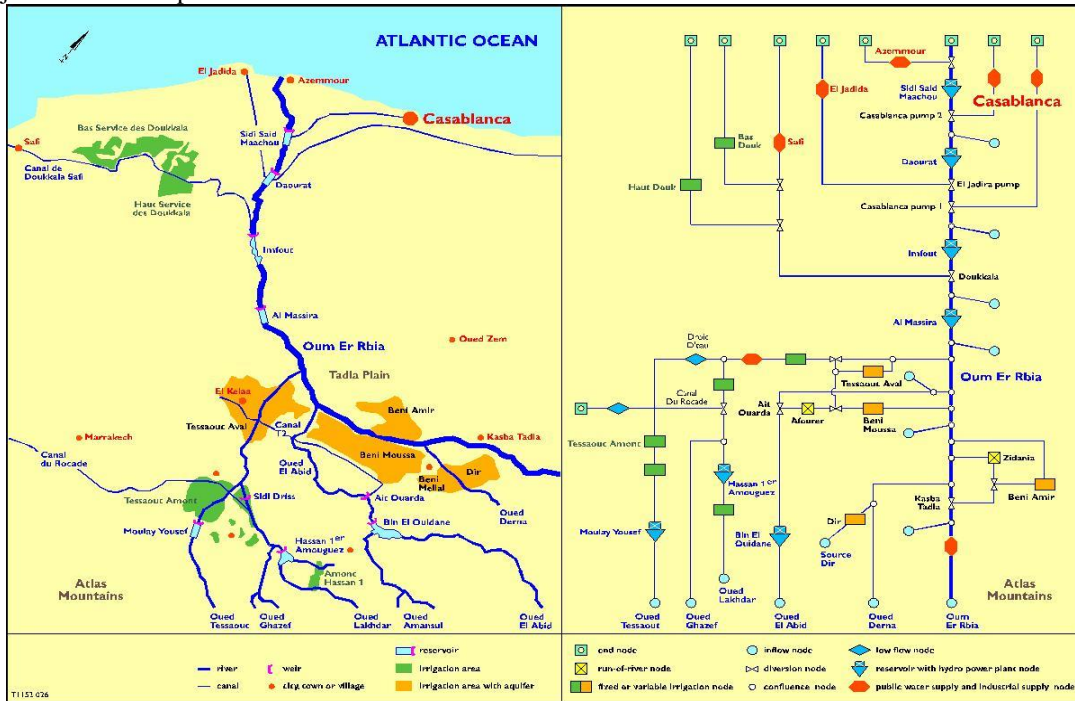 ATLANTIC OCEAN
El Jadida
Azemmour
Casablanca
Bas Service des Doukkala
Sidi Said
Maachou
Safi
Canal de
Doukkala Safi
Daourat
Haut Service
des Doukkala
Imfout
Al Massira
Oum Er Rbia
Oued Zem
Tadla Plain
El Kelaa
Beni Amir
Tessaout Aval
Canal
T2
Marrakech
Kasba Tadla
Canal
du Rocade
Beni Moussa
Oued
El Abid
Beni
Mellal
Dir
Tessaout Amont
Sidi Driss
Ait Ouarda
Oued
Derna
Moulay Yousef
Bin El Ouidane
Hassan 1er
Amouguez
Amont
Hassan 1
Atlas
Mountains
Oued
Tessaout
Oued
Ghazef
Oued
Lakhdar
Oued
Amansul
Oued
El Abid
river
canal
weir
city, town or village
reservoir
Irrigation area
Irrigation area with aquifer
T1152 026
Azemmour
El Jadida
Sidi Said
Maachou
Casablanca
Casablanca pump 2
Bas
Douk
Safi
Daourat
Haut Douk
El Jadira pump
Casablanca pump 1
Imfout
Doukkala
Al Massira
Droit
D'eau
Oum Er Rbia
Tessaout Aval
Canal
Du Rocade
Ait
Ouarda
Afourer
Beni
Moussa
Tessaout Amont
Zidania
Hassan 1er
Amouguez
Kasba
Tadla
Beni Amir
Moulay Yousef
Bin El
Ouidane
Dir
Source
Dir
Oued
Lakhdar
Atlas
Mountains
Oued
Tessaout
Oued
Ghazef
Oued
El Abid
Oued
Derna
Oum
Er Rbia
end node
run-of-river node
fixed or variable irrigation node
inflow node
diversion node
confluence node
low flow node
reservoir with hydro power plant node
public water supply and industrial supply node